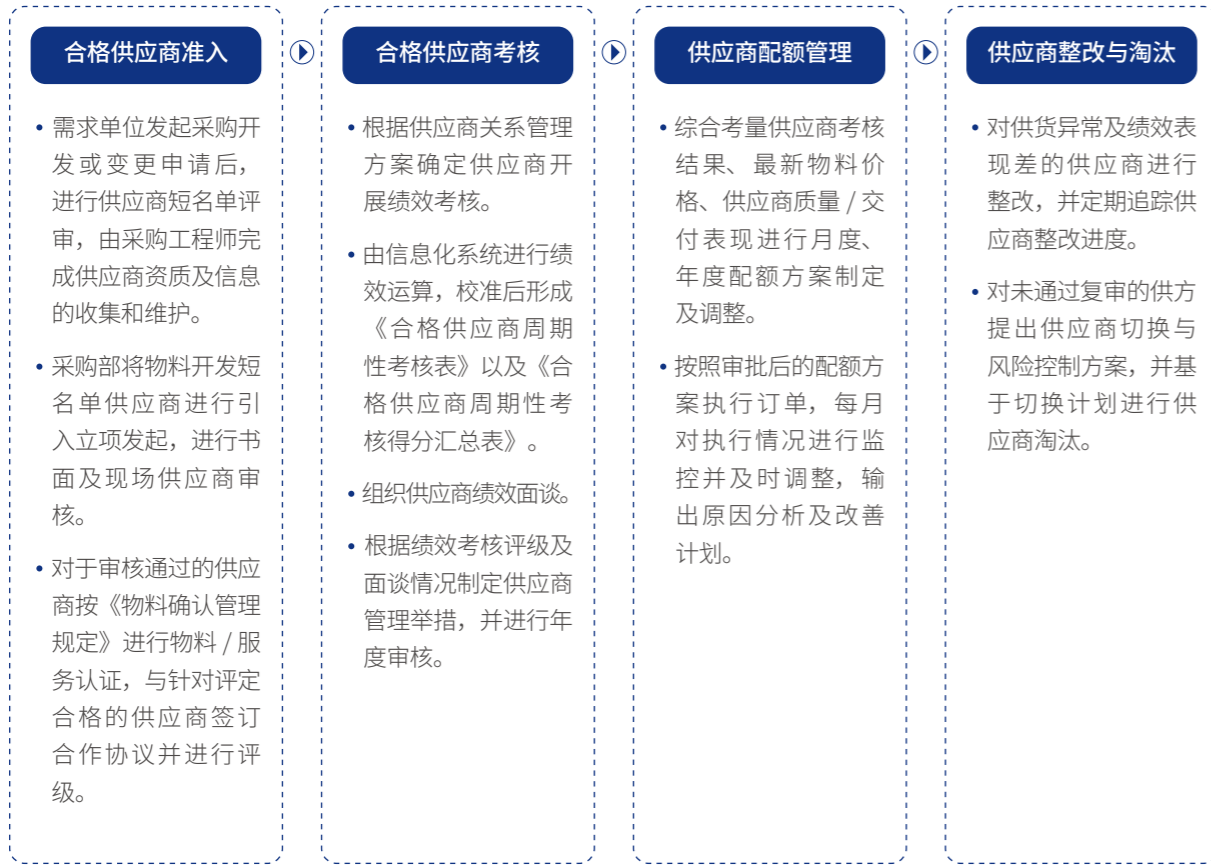 合格供应商准入
• 需求单位发起采购开
发或变更申请后，
进行供应商短名单评
审，由采购工程师完
成供应商资质及信息
的收集和维护。
• 采购部将物料开发短
名单供应商进行引
入立项发起，进行书
面及现场供应商审
核。
• 对于审核通过的供应
商按《物料确认管理
规定》进行物料 / 服
务认证，与针对评定
合格的供应商签订
合作协议并进行评
级。
合格供应商考核
• 根据供应商关系管理
方案确定供应商开
展绩效考核。
• 由信息化系统进行绩
效运算，校准后形成
《合格供应商周期
性考核表》以及《合
格供应商周期性考
核得分汇总表》。
• 组织供应商绩效面谈。
• 根据绩效考核评级及
面谈情况制定供应商
管理举措，并进行年
度审核。
供应商配额管理
• 综合考量供应商考核
结果、最新物料价
格、供应商质量 / 交
付表现进行月度、
年度配额方案制定
及调整。
• 按照审批后的配额方
案执行订单，每月
对执行情况进行监
控并及时调整，输
出原因分析及改善
计划。
供应商整改与淘汰
• 对供货异常及绩效表
现差的供应商进行
整改，并定期追踪供
应商整改进度。
• 对未通过复审的供方
提出供应商切换与
风险控制方案，并基
于切换计划进行供
应商淘汰。